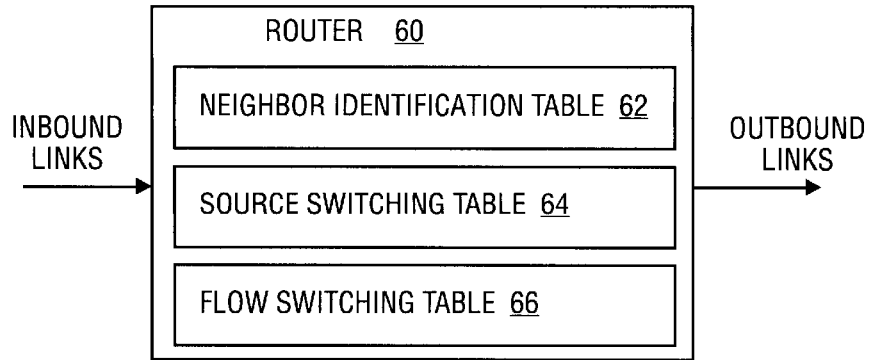 ROUTER 60
NEIGHBOR IDENTIFICATION TABLE 62
INBOUND
LINKS
OUTBOUND
LINKS
SOURCE SWITCHING TABLE 64
FLOW SWITCHING TABLE 66